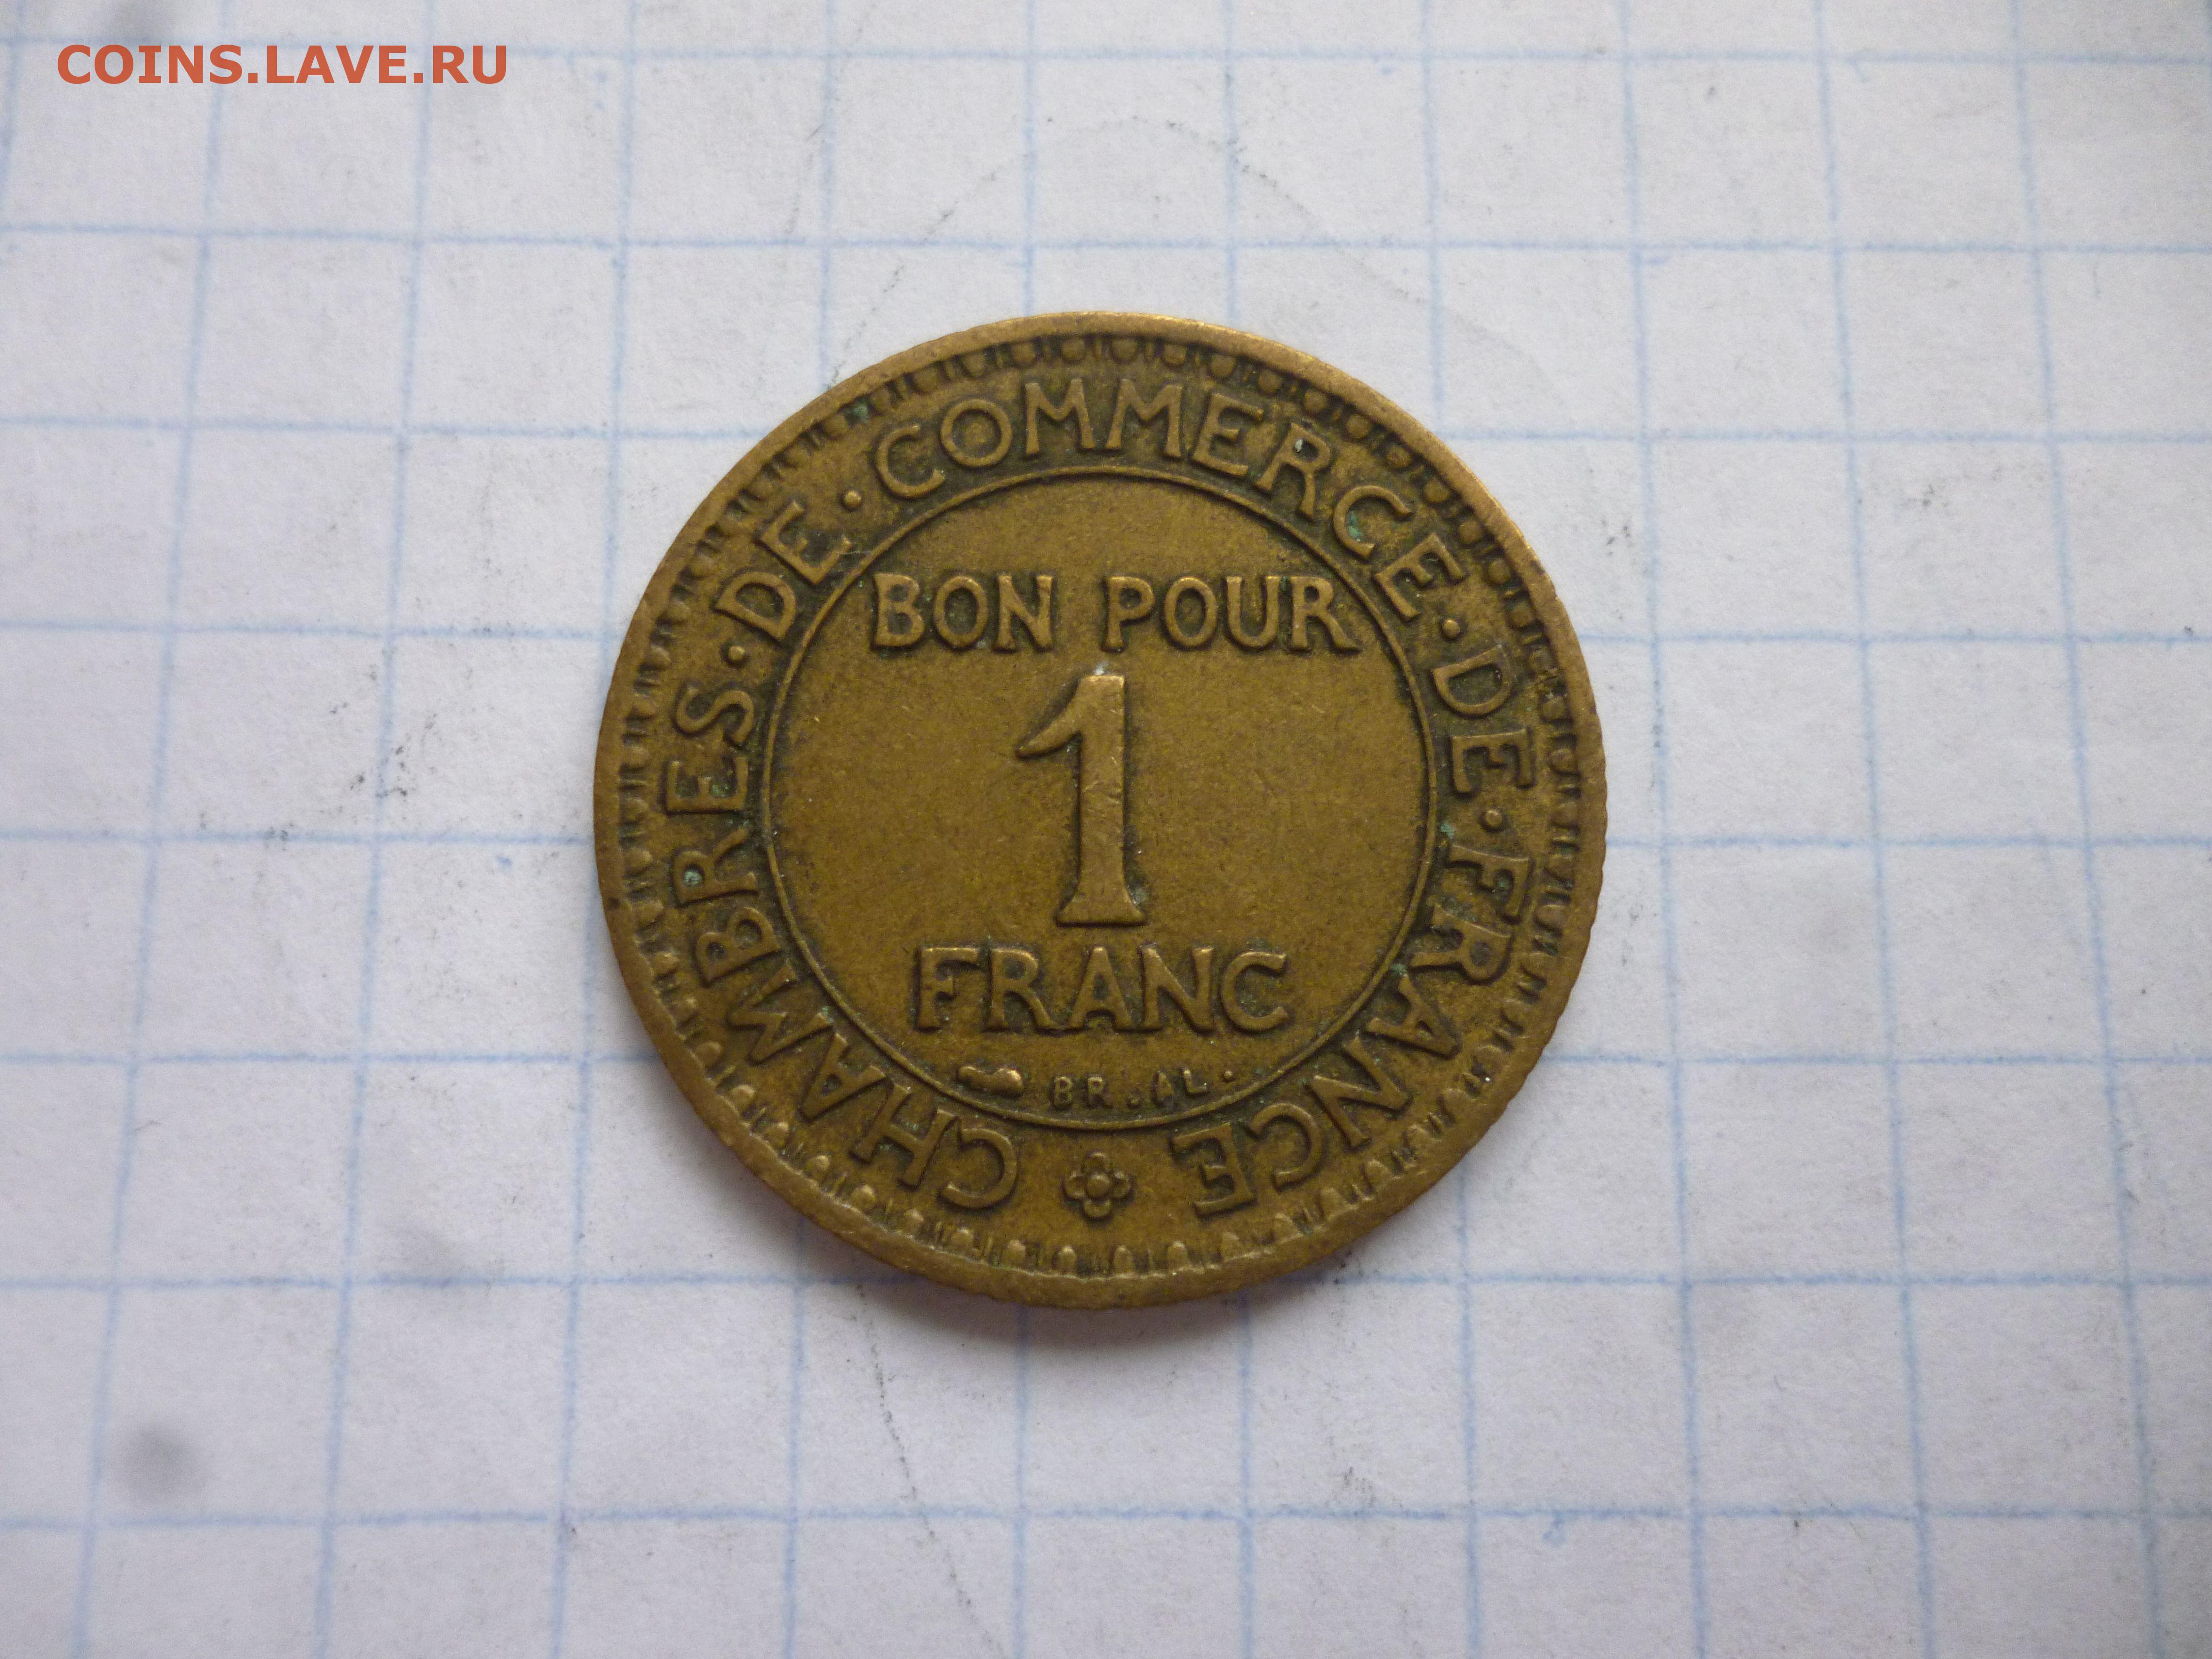 COINS.LAVE.RU
CHAMBRES · DE · COMMERCE · DE · FRANCE
BON POUR
1
FRANC
BR.AL.